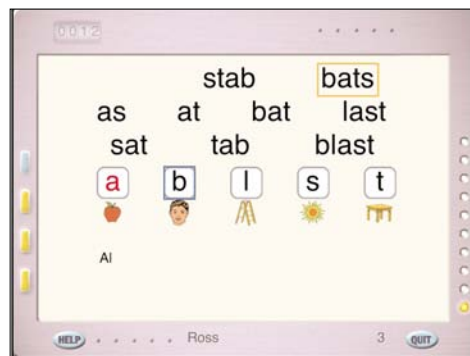 0012
stab bats
as at bat last
sat tab blast
a b l s t
Al
HELP Ross 3 QUIT